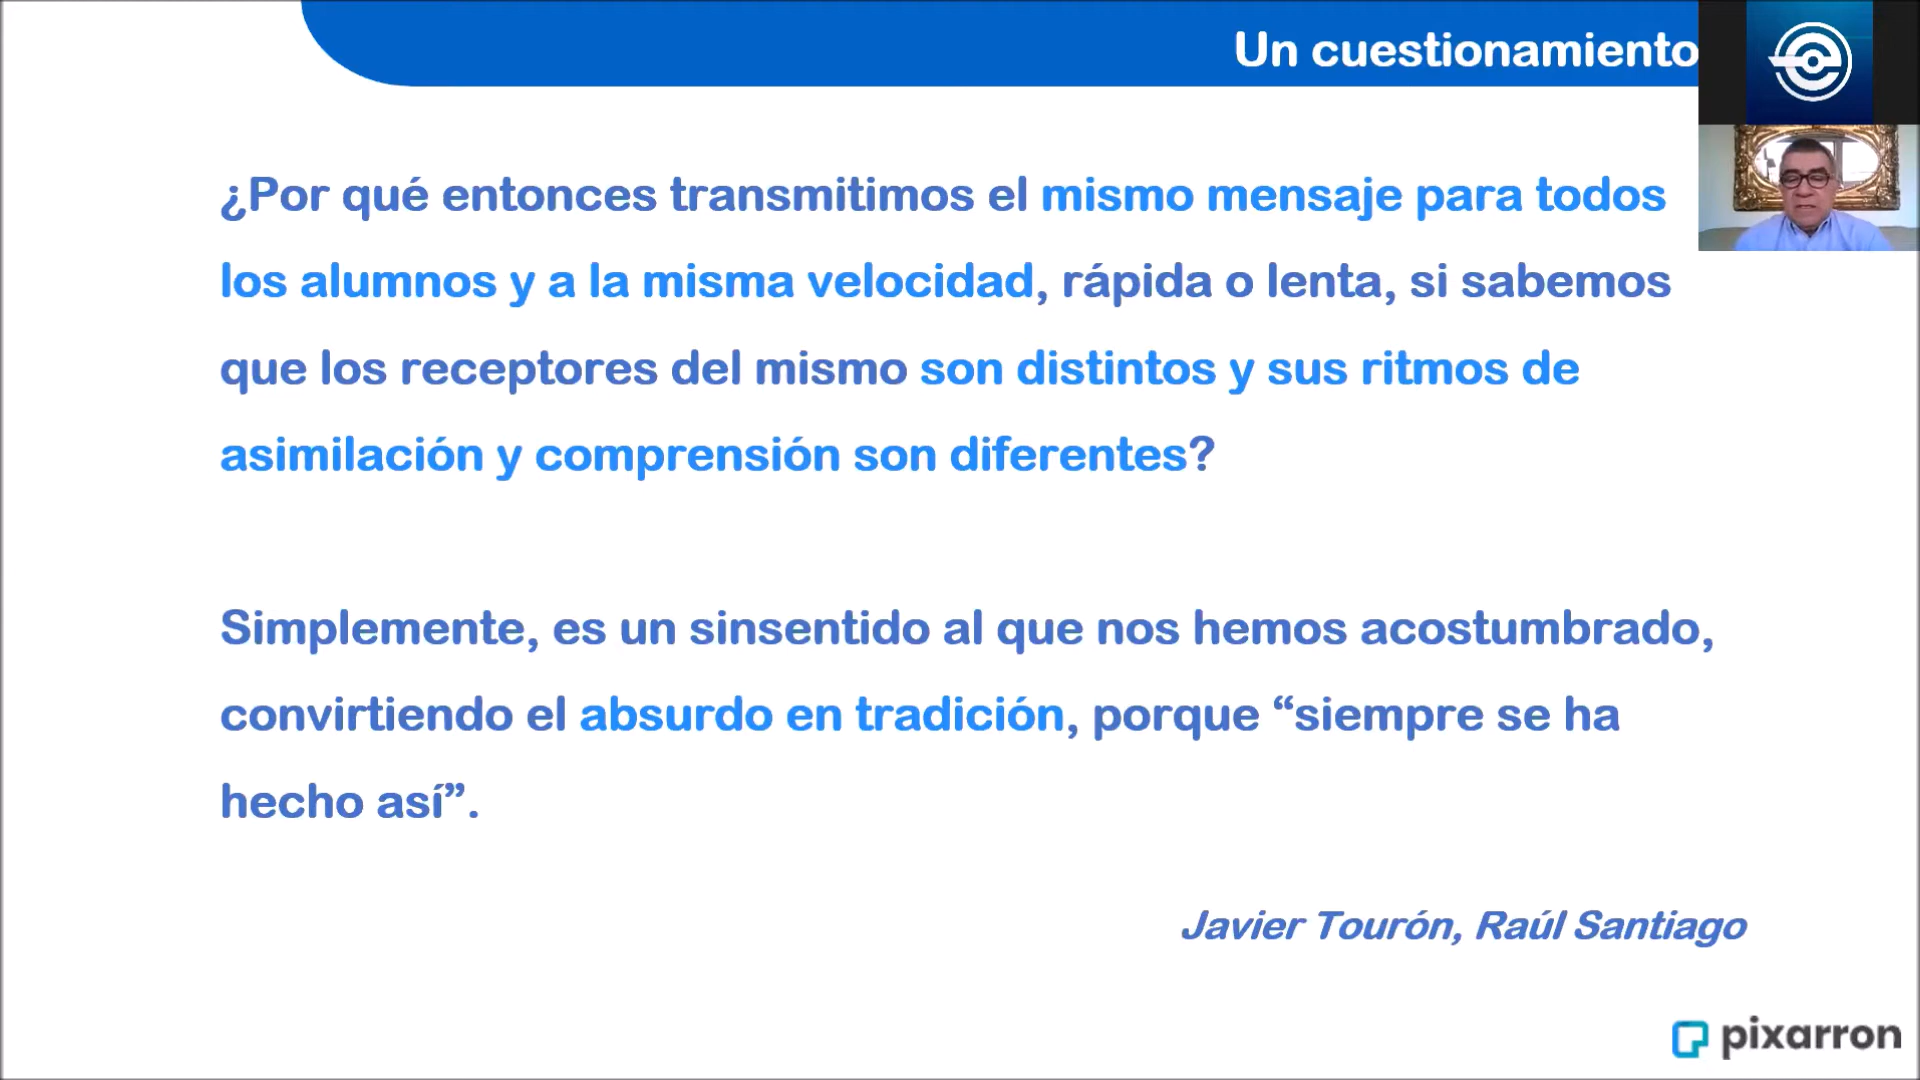 Un cuestionamiento
¿Por qué entonces transmitimos el mismo mensaje para todos
los alumnos y a la misma velocidad, rápida o lenta, si sabemos
que los receptores del mismo son distintos y sus ritmos de
asimilación y comprensión son diferentes?
Simplemente, es un sinsentido al que nos hemos acostumbrado,
convirtiendo el absurdo en tradición, porque “siempre se ha
hecho así”.
Javier Tourón, Raúl Santiago
pixarron